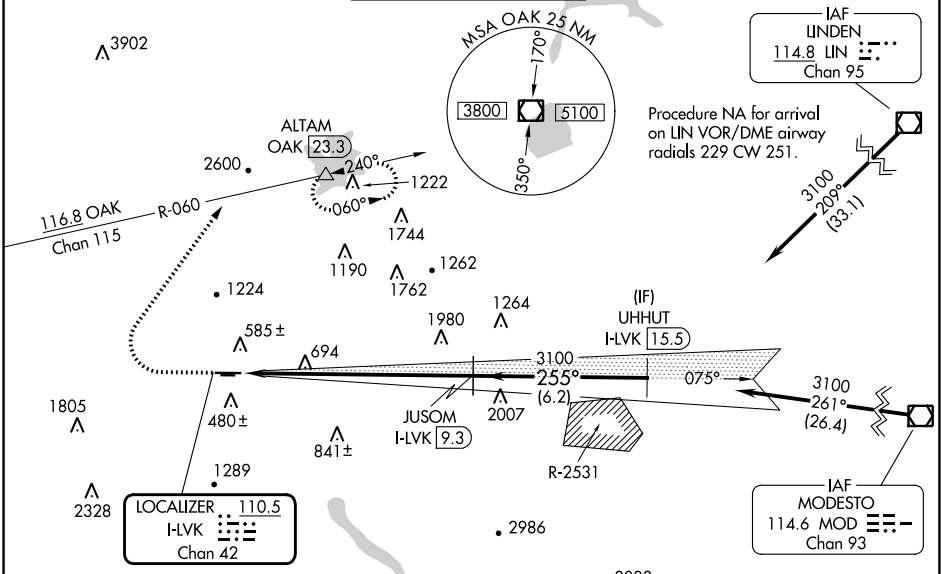 3902
MSA OAK 25 NM
170°
3800
5100
350°
IAF
LINDEN
114.8 LIN
Chan 95
Procedure NA for arrival
on LIN VOR/DME airway
radials 229 CW 251.
3100
209°
(33.1)
ALTAM
OAK 23.3
2600
240°
060°
1222
116.8 OAK
Chan 115
R-060
1744
1190
1762
1262
1224
1264
(IF)
UHHUT
I-LVK 15.5
585 ±
1980
694
3100
255°
(6.2)
075°
3100
261°
(26.4)
1805
480 ±
JUSOM
I-LVK 9.3
2007
841 ±
R-2531
1289
2328
LOCALIZER 110.5
I-LVK
Chan 42
2986
IAF
MODESTO
114.6 MOD
Chan 93